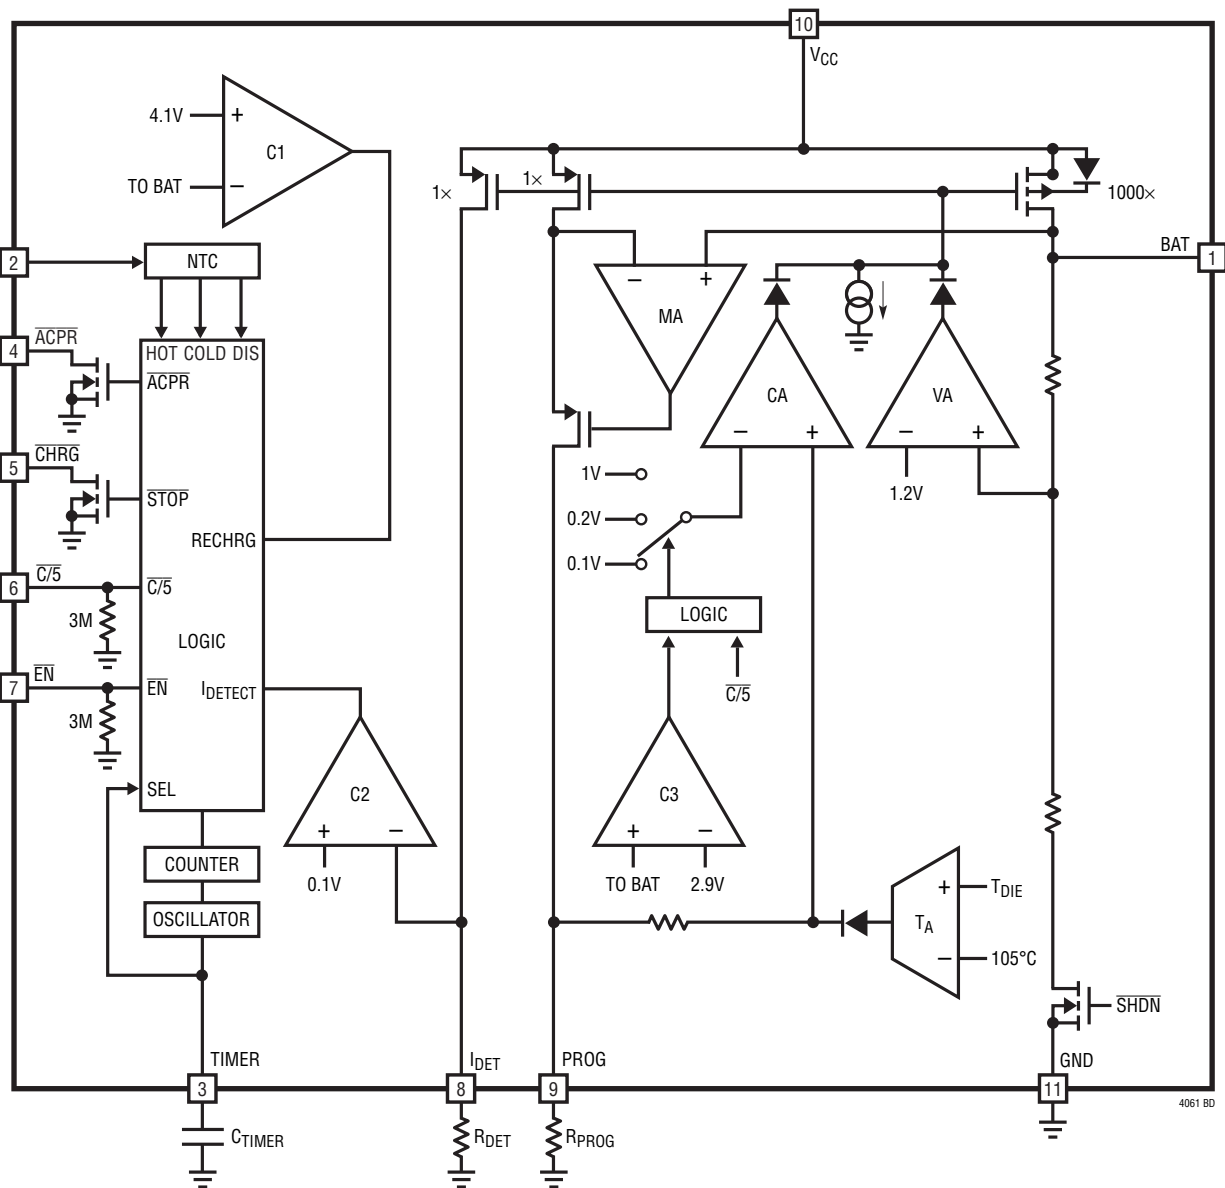 10
VCC
4.1V
+
C1
TO BAT
−
1×
1×
1000×
BAT
1
2
NTC
− +
MA
4
ACPR
HOT COLD DIS
ACPR
CA
VA
− +
− +
5
CHRG
STOP
1V
1.2V
0.2V
RECHRG
0.1V
6
C/5
C/5
3M
LOGIC
LOGIC
7
EN
EN
IDETECT
C/5
3M
SEL
C2
C3
+ −
+ −
COUNTER
0.1V
TO BAT
2.9V
+
TDIE
OSCILLATOR
TA
−
105°C
SHDN
TIMER
IDET
PROG
GND
3
8
9
11
4061 BD
CTIMER
RDET
RPROG